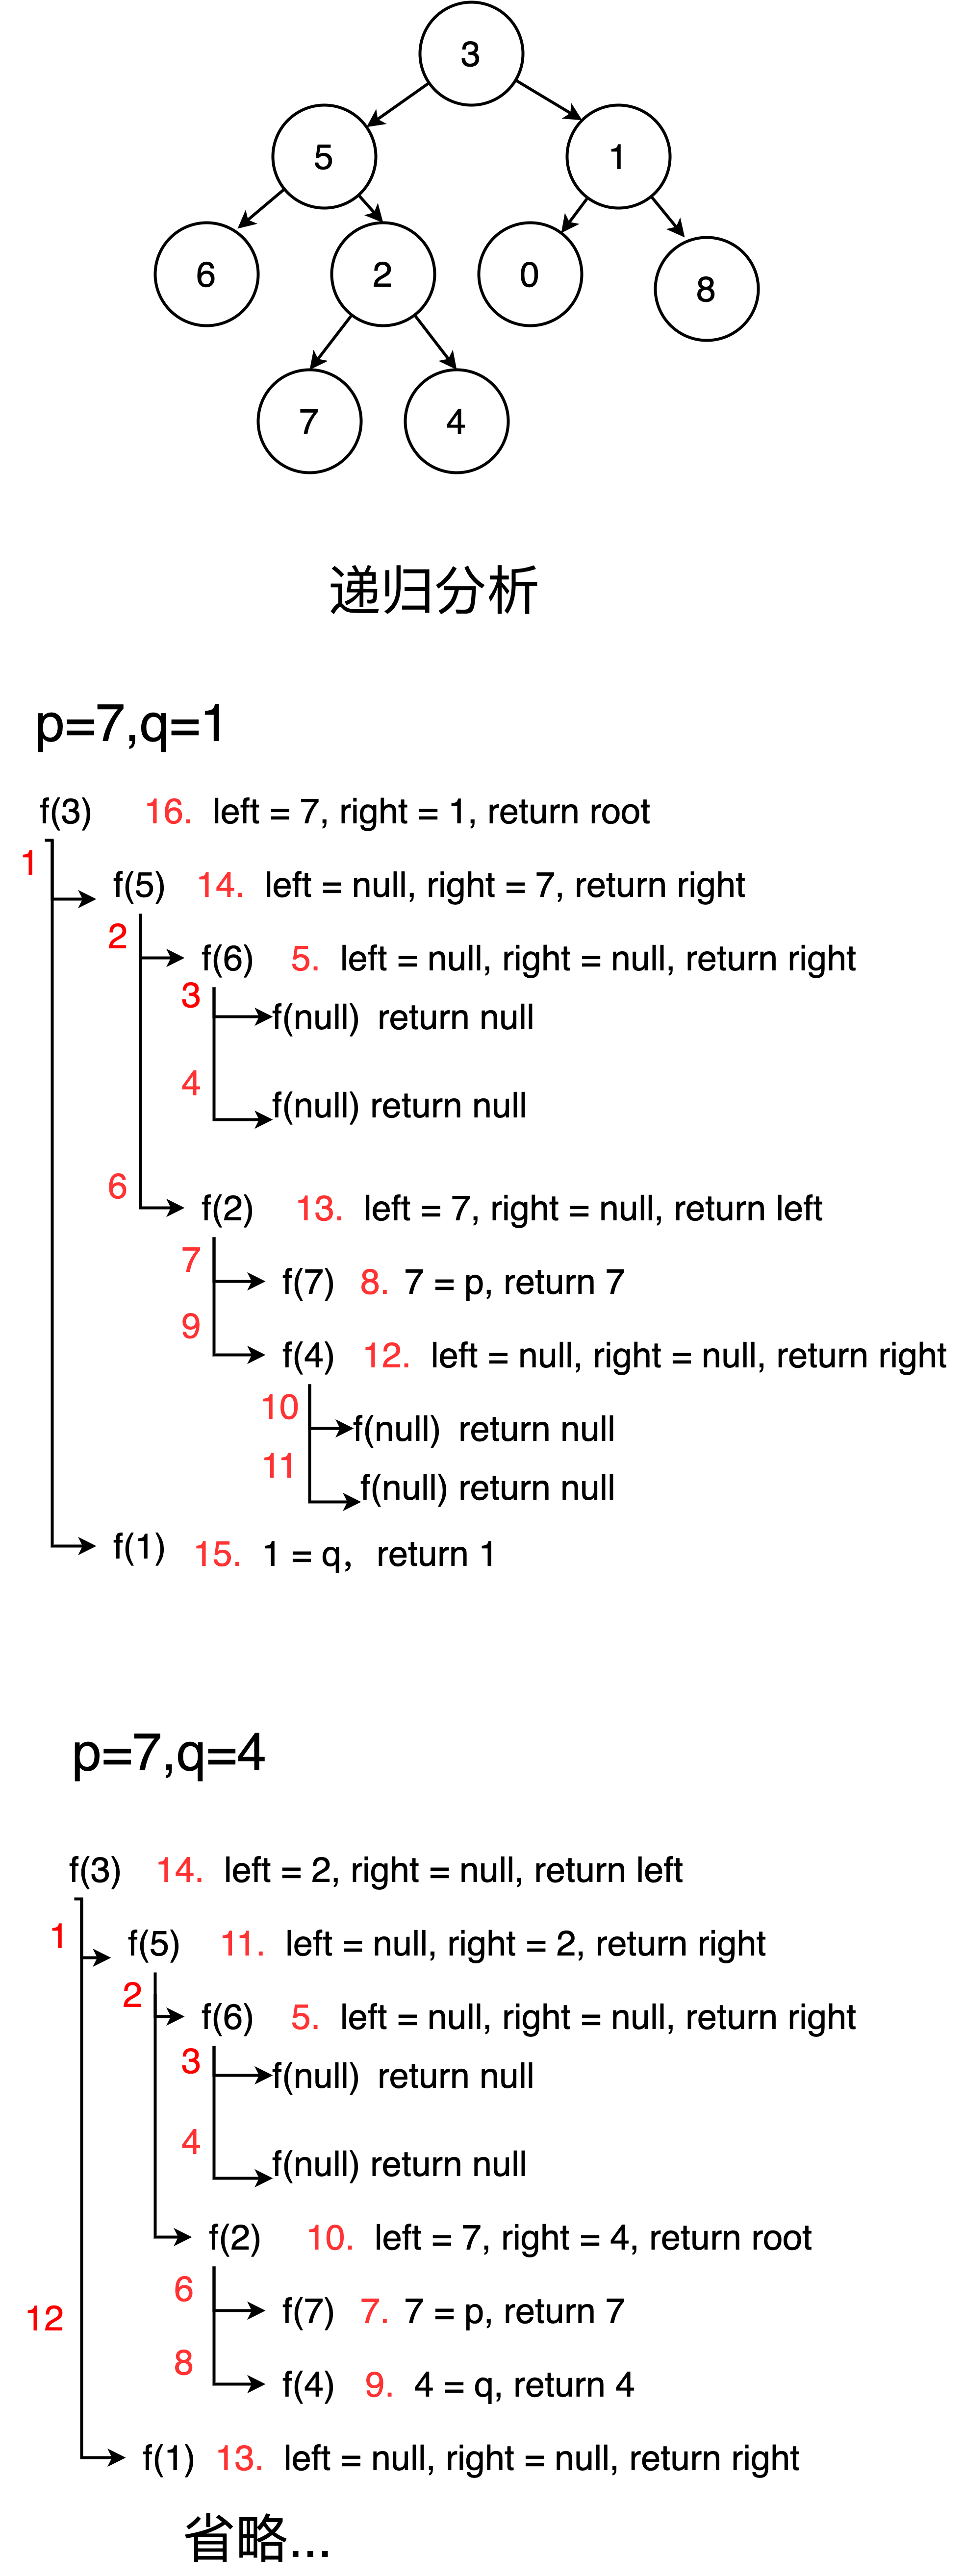 3
5 1
6 2 0 8
7 4
递归分析
p=7,q=1
f(3) 16. left = 7, right = 1, return root
1
f(5) 14. left = null, right = 7, return right
2
f(6) 5. left = null, right = null, return right
3
f(null) return null
4
f(null) return null
6
f(2) 13. left = 7, right = null, return left
7
f(7) 8. 7 = p, return 7
9
f(4) 12. left = null, right = null, return right
10
f(null) return null
11
f(null) return null
f(1) 15. 1 = q, return 1
p=7,q=4
f(3) 14. left = 2, right = null, return left
1
f(5) 11. left = null, right = 2, return right
2
f(6) 5. left = null, right = null, return right
3
f(null) return null
4
f(null) return null
f(2) 10. left = 7, right = 4, return root
6
f(7) 7. 7 = p, return 7
12
8
f(4) 9. 4 = q, return 4
f(1) 13. left = null, right = null, return right
省略...